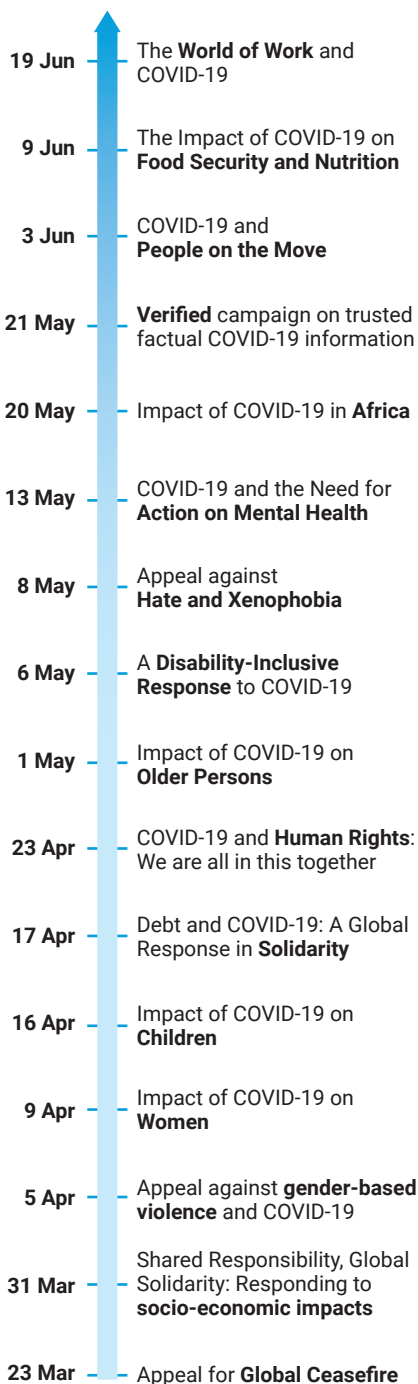 19 Jun
The World of Work and
COVID-19
9 Jun
The Impact of COVID-19 on
Food Security and Nutrition
3 Jun
COVID-19 and
People on the Move
21 May
Verified campaign on trusted
factual COVID-19 information
20 May
Impact of COVID-19 in Africa
13 May
COVID-19 and the Need for
Action on Mental Health
8 May
Appeal against
Hate and Xenophobia
6 May
A Disability-Inclusive
Response to COVID-19
1 May
Impact of COVID-19 on
Older Persons
23 Apr
COVID-19 and Human Rights:
We are all in this together
17 Apr
Debt and COVID-19: A Global
Response in Solidarity
16 Apr
Impact of COVID-19 on
Children
9 Apr
Impact of COVID-19 on
Women
5 Apr
Appeal against gender-based
violence and COVID-19
31 Mar
Shared Responsibility, Global
Solidarity: Responding to
socio-economic impacts
23 Mar
Appeal for Global Ceasefire